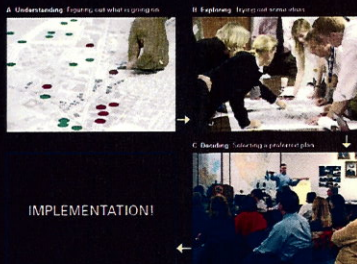 A Understanding Figuring out what is going on
B Exploring Trying out some ideas
C Deciding Selecting a preferred plan
IMPLEMENTATION!